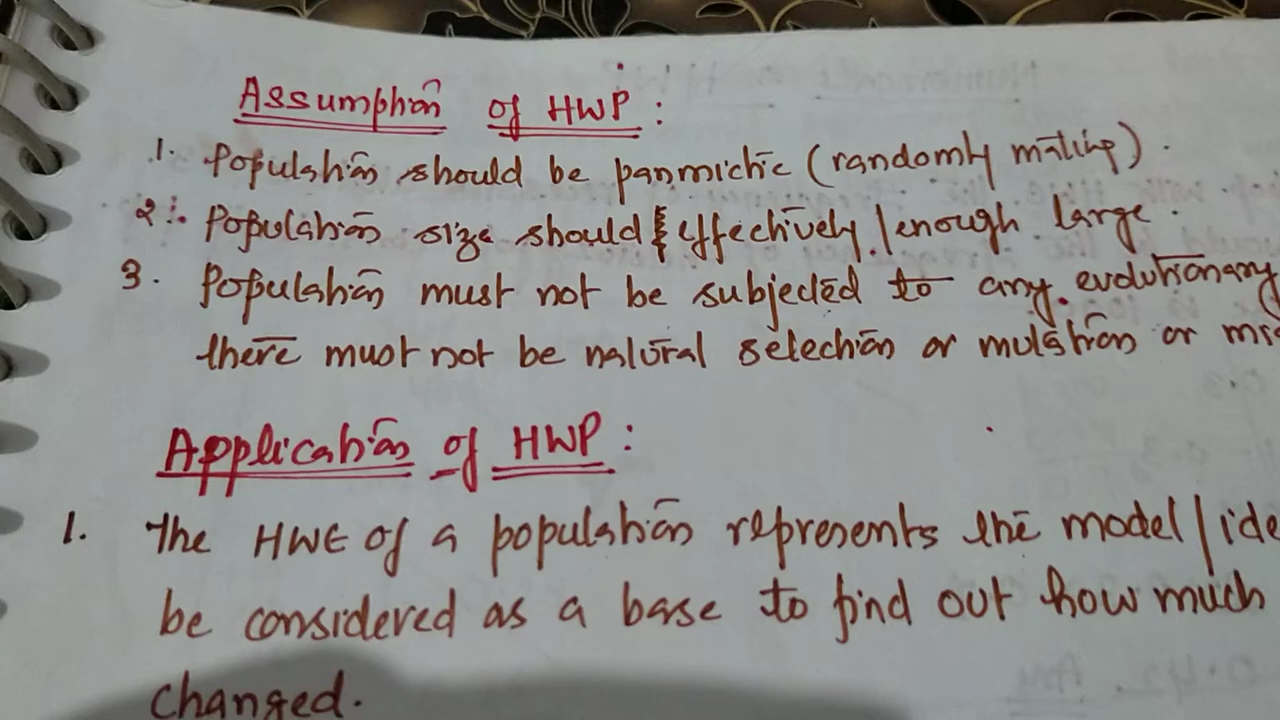 Assumption of HWP :
1. Population should be panmictic (randomly mating).
2. Population size should effectively/enough large.
3. Population must not be subjected to any evolutionary
there must not be natural selection or mutation or
Application of HWP :
1. The HWE of a population represents the model/
be considered as a base to find out how much
changed.